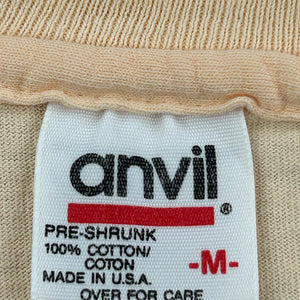 anvil
®
PRE-SHRUNK
100% COTTON/
COTON
-M-
MADE IN U.S.A.
OVER FOR CARE